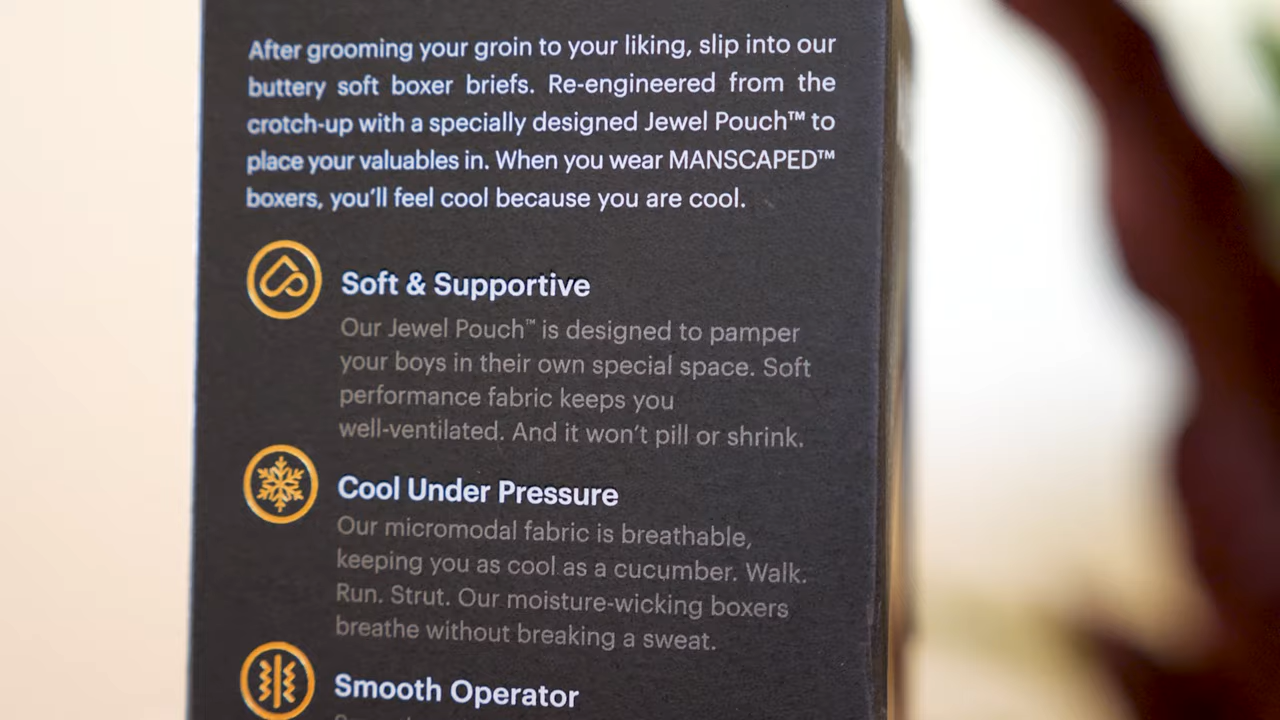 After grooming your groin to your liking, slip into our
buttery soft boxer briefs. Re-engineered from the
crotch-up with a specially designed Jewel Pouch™ to
place your valuables in. When you wear MANSCAPED™
boxers, you'll feel cool because you are cool.
Soft & Supportive
Our Jewel Pouch™ is designed to pamper
your boys in their own special space. Soft
performance fabric keeps you
well-ventilated. And it won't pill or shrink.
Cool Under Pressure
Our micromodal fabric is breathable,
keeping you as cool as a cucumber. Walk.
Run. Strut. Our moisture-wicking boxers
breathe without breaking a sweat.
Smooth Operator